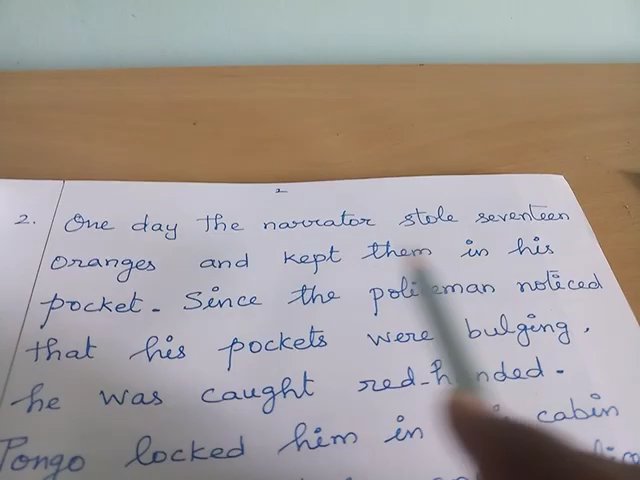 2
2. One day the narrator stole seventeen
oranges and kept them in his
pocket. Since the policeman noticed
that his pockets were bulging,
he was caught red-handed.
Pongo locked him in cabin